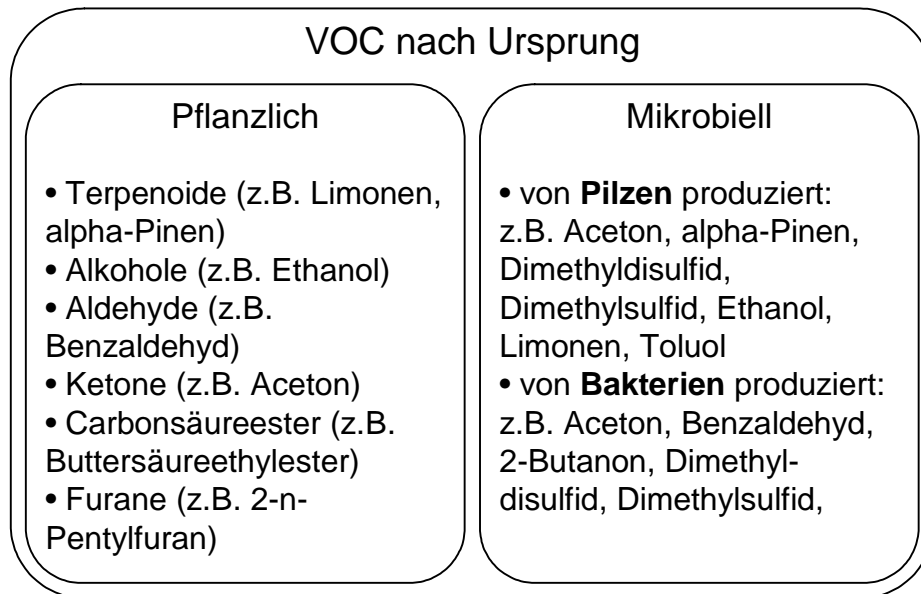 VOC nach Ursprung
Pflanzlich
• Terpenoide (z.B. Limonen,
alpha-Pinen)
• Alkohole (z.B. Ethanol)
• Aldehyde (z.B.
Benzaldehyd)
• Ketone (z.B. Aceton)
• Carbonsäureester (z.B.
Buttersäureethylester)
• Furane (z.B. 2-n-
Pentylfuran)
Mikrobiell
• von Pilzen produziert:
z.B. Aceton, alpha-Pinen,
Dimethyldisulfid,
Dimethylsulfid, Ethanol,
Limonen, Toluol
• von Bakterien produziert:
z.B. Aceton, Benzaldehyd,
2-Butanon, Dimethyl-
disulfid, Dimethylsulfid,